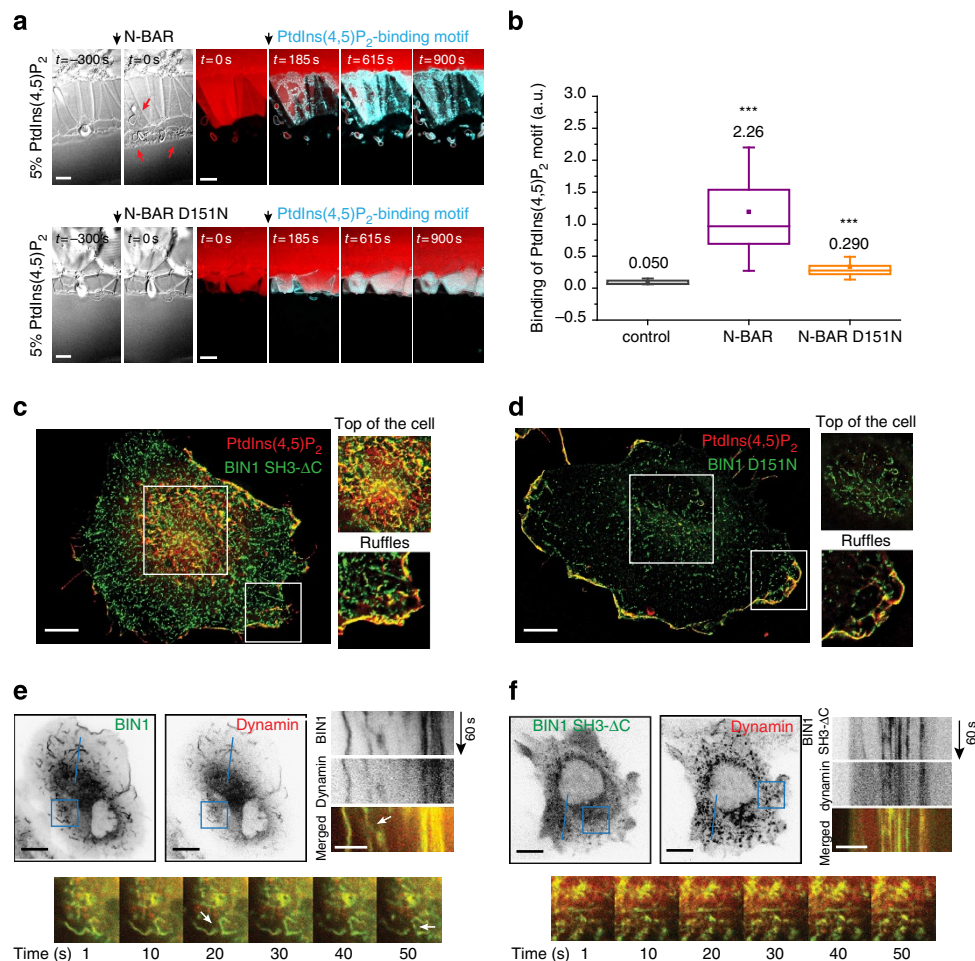 a
N-BAR
PtdIns(4,5)P2-binding motif
5% PtdIns(4,5)P2
t=−300 s
t=0 s
t=0 s
t=185 s
t=615 s
t=900 s
N-BAR D151N
PtdIns(4,5)P2-binding motif
5% PtdIns(4,5)P2
t=−300 s
t=0 s
t=0 s
t=185 s
t=615 s
t=900 s
b
Binding of PtdIns(4,5)P2 motif (a.u.)
3.0
2.5
2.0
1.5
1.0
0.5
0.0
−0.5
0.050
***
2.26
***
0.290
control
N-BAR
N-BAR D151N
c
PtdIns(4,5)P2
BIN1 SH3-ΔC
Top of the cell
Ruffles
d
PtdIns(4,5)P2
BIN1 D151N
Top of the cell
Ruffles
e
BIN1
Dynamin
BIN1
Dynamin
Merged
60 s
Time (s)
1
10
20
30
40
50
f
BIN1 SH3-ΔC
Dynamin
BIN1
SH3-ΔC
dynamin
Merged
60 s
Time (s)
1
10
20
30
40
50